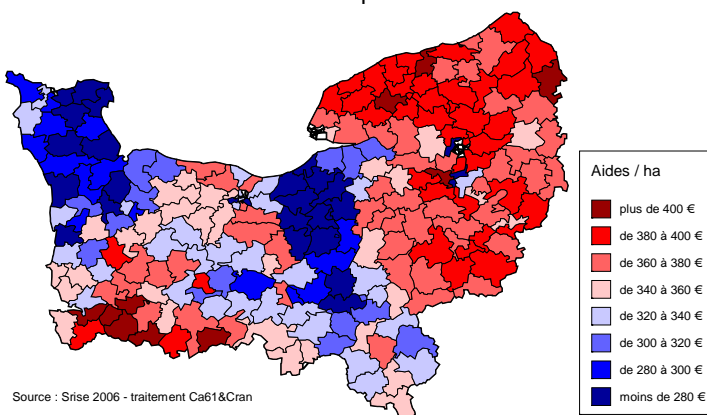 Aides / ha
plus de 400 €
de 380 à 400 €
de 360 à 380 €
de 340 à 360 €
de 320 à 340 €
de 300 à 320 €
de 280 à 300 €
moins de 280 €
Source : Srise 2006 - traitement Ca61&Cran